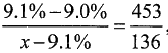 9.1%−9.0% / x−9.1% = 453 / 136